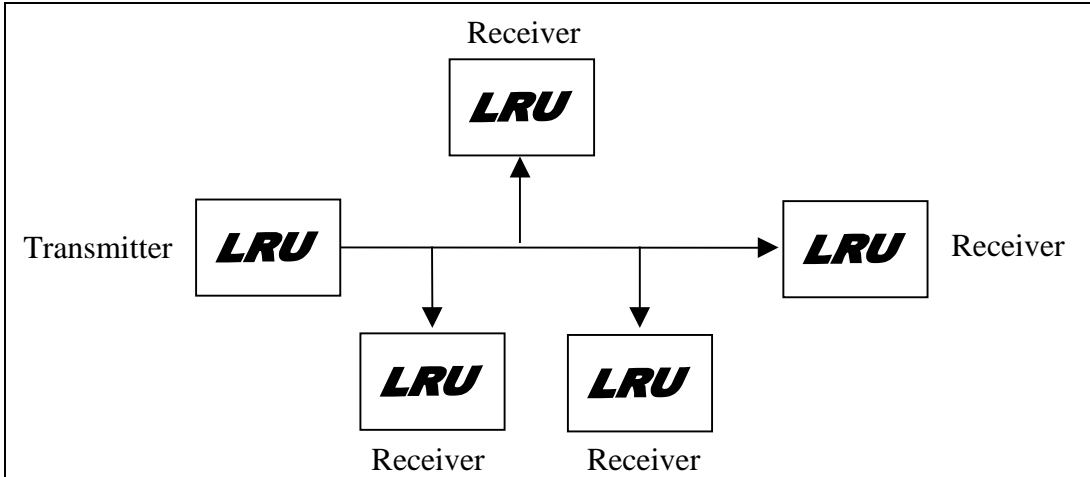 Receiver
LRU
Transmitter LRU LRU Receiver
LRU LRU
Receiver Receiver